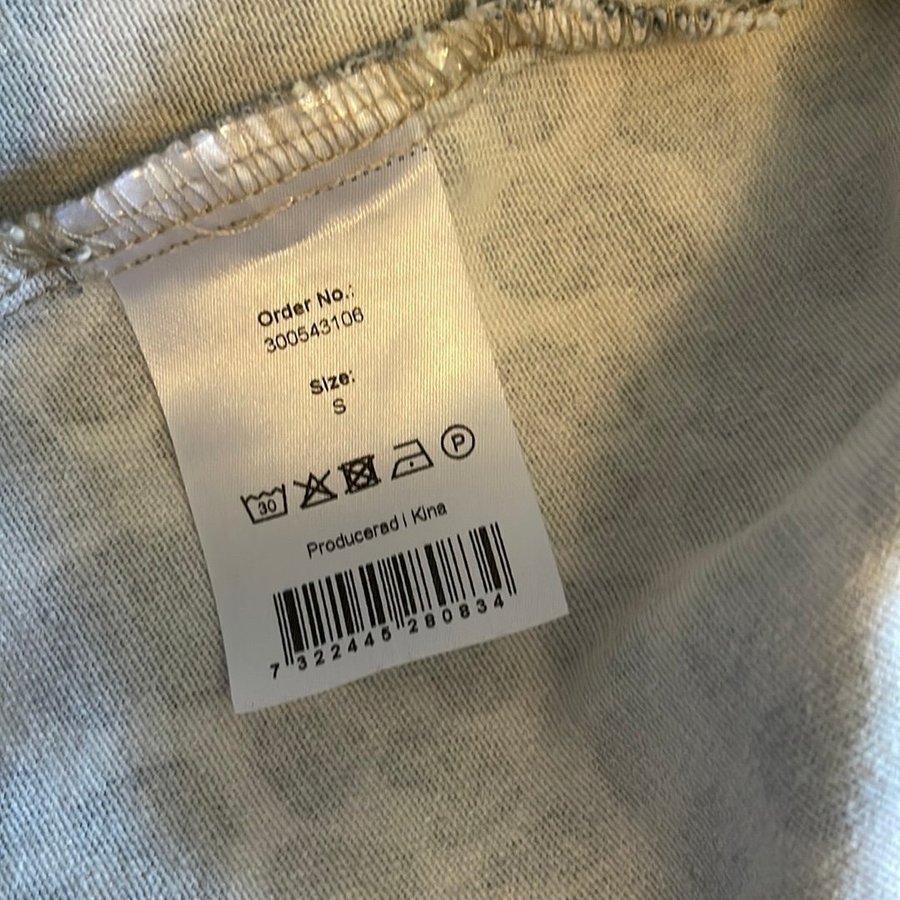 Order No.:
300543106
Size:
S
30
P
Producerad i Kina
7 322445 280834